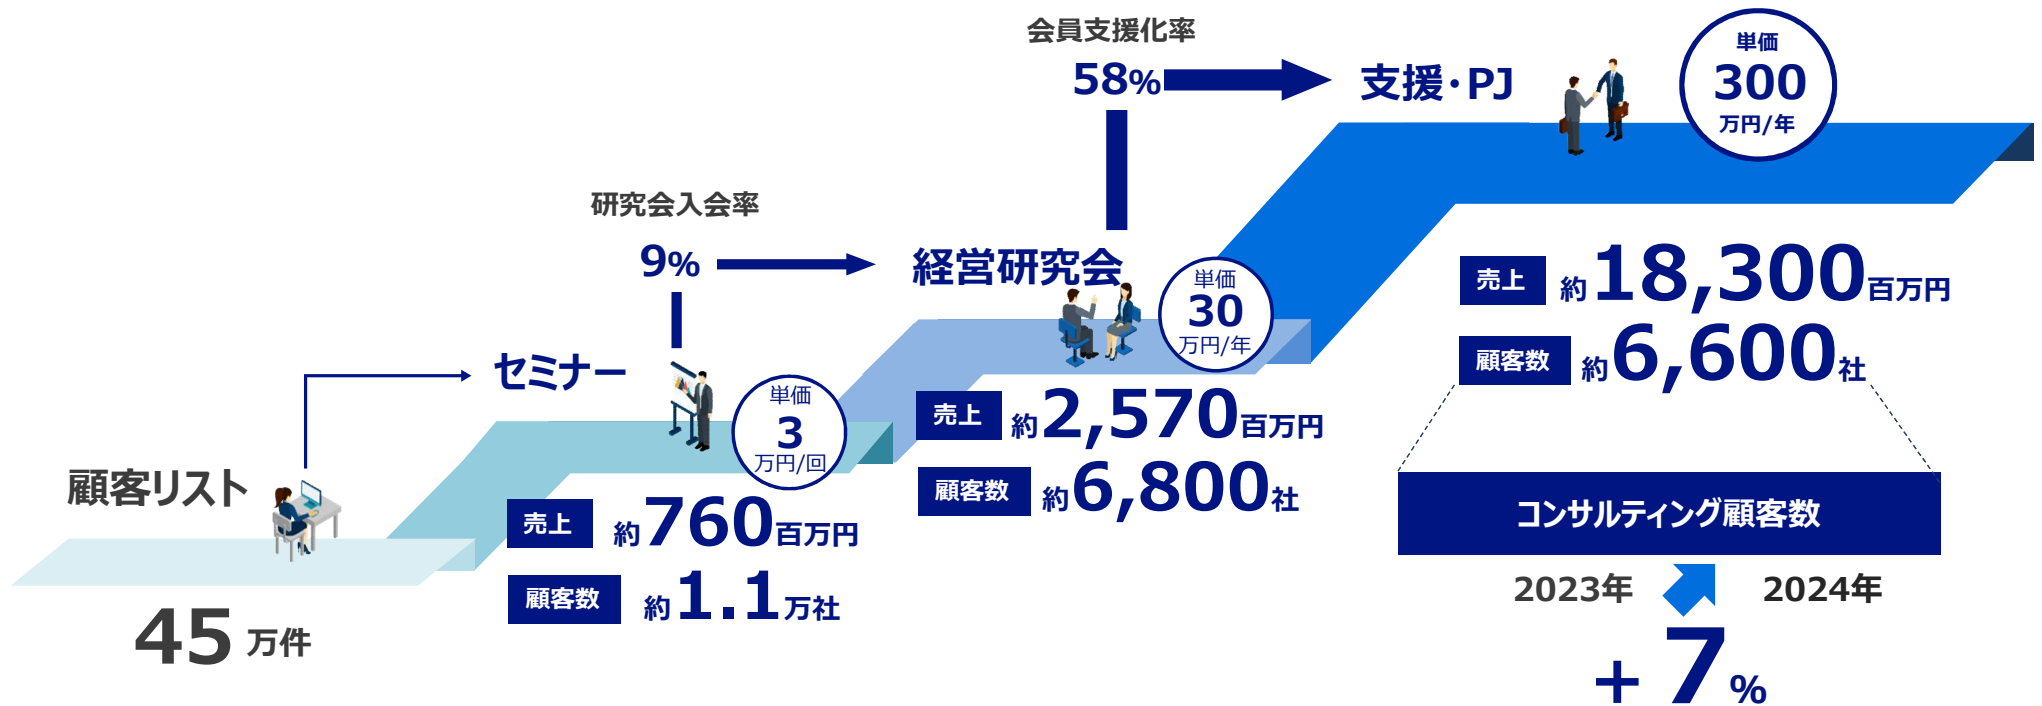 顧客リスト
45 万件
セミナー
単価
3
万円/回
売上 約760百万円
顧客数 約1.1万社
研究会入会率
9%
経営研究会
単価
30
万円/年
売上 約2,570百万円
顧客数 約6,800社
会員支援化率
58%
支援・PJ
単価
300
万円/年
売上 約18,300百万円
顧客数 約6,600社
コンサルティング顧客数
2023年 2024年
+7%